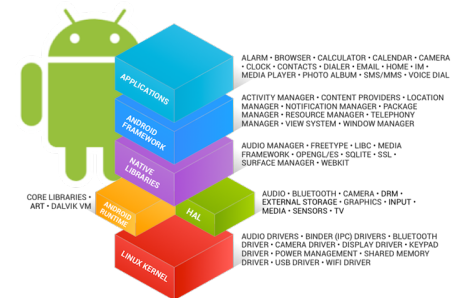 APPLICATIONS
ALARM • BROWSER • CALCULATOR • CALENDAR • CAMERA
• CLOCK • CONTACTS • DIALER • EMAIL • HOME • IM •
MEDIA PLAYER • PHOTO ALBUM • SMS/MMS • VOICE DIAL
ANDROID
FRAMEWORK
ACTIVITY MANAGER • CONTENT PROVIDERS • LOCATION
MANAGER • NOTIFICATION MANAGER • PACKAGE
MANAGER • RESOURCE MANAGER • TELEPHONY
MANAGER • VIEW SYSTEM • WINDOW MANAGER
NATIVE
LIBRARIES
AUDIO MANAGER • FREETYPE • LIBC • MEDIA
FRAMEWORK • OPENGL/ES • SQLITE • SSL •
SURFACE MANAGER • WEBKIT
CORE LIBRARIES •
ART • DALVIK VM
ANDROID
RUNTIME
HAL
AUDIO • BLUETOOTH • CAMERA • DRM •
EXTERNAL STORAGE • GRAPHICS • INPUT •
MEDIA • SENSORS • TV
LINUX KERNEL
AUDIO DRIVERS • BINDER (IPC) DRIVERS • BLUETOOTH
DRIVER • CAMERA DRIVER • DISPLAY DRIVER • KEYPAD
DRIVER • POWER MANAGEMENT • SHARED MEMORY
DRIVER • USB DRIVER • WIFI DRIVER